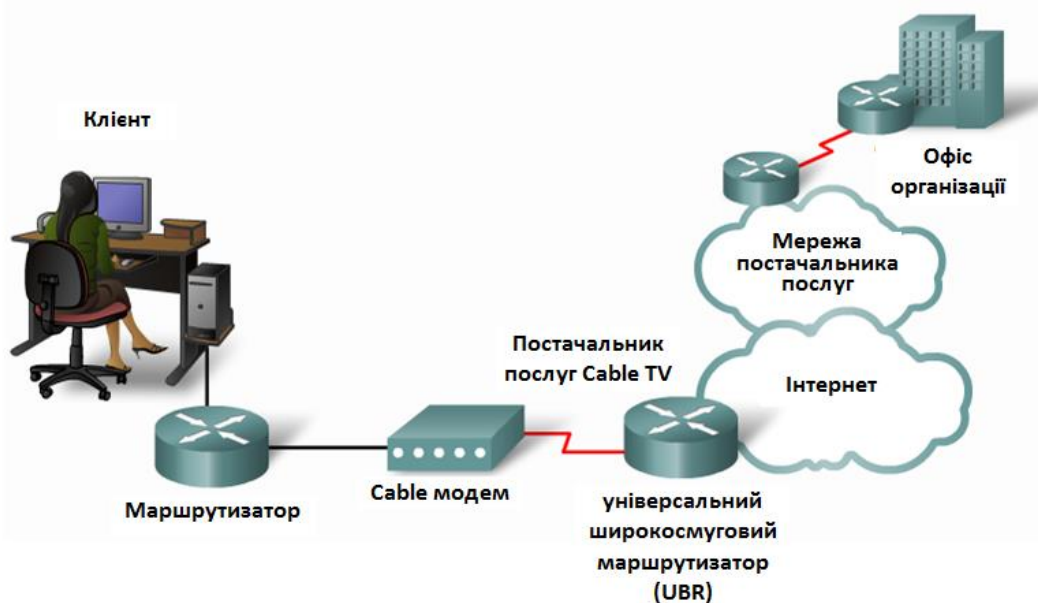 Клієнт
Офіс
організації
Мережа
постачальника
послуг
Постачальник
послуг Cable TV
Інтернет
Маршрутизатор
Cable модем
універсальний
широкосмуговий
маршрутизатор
(UBR)